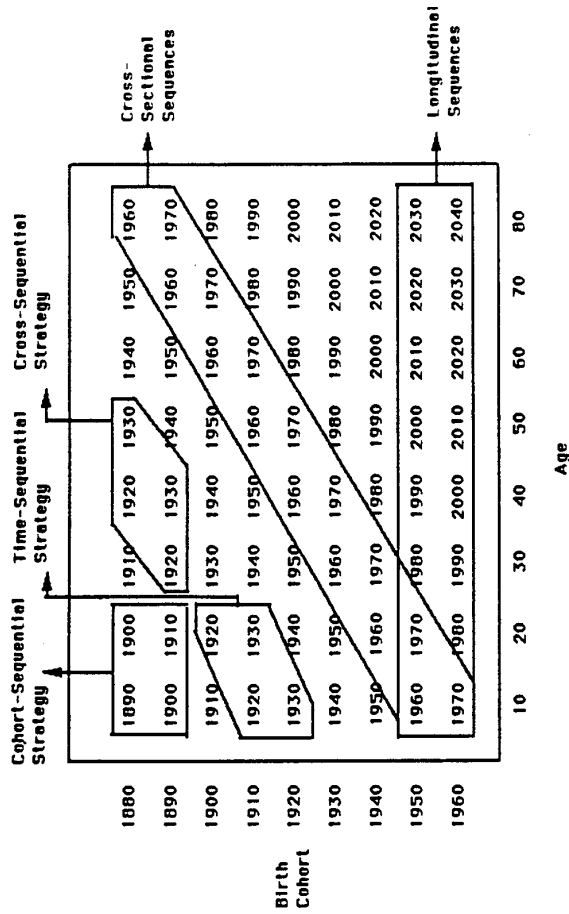 Cohort-Sequential
Strategy
Time-Sequential
Strategy
Cross-Sequential
Strategy
Cross-
Sectional
Sequences
1880 1890 1900 1910 1920 1930 1940 1950 1960
1890 1900 1910 1920 1930 1940 1950 1960 1970
1900 1910 1920 1930 1940 1950 1960 1970 1980
1910 1920 1930 1940 1950 1960 1970 1980 1990
1920 1930 1940 1950 1960 1970 1980 1990 2000
1930 1940 1950 1960 1970 1980 1990 2000 2010
1940 1950 1960 1970 1980 1990 2000 2010 2020
1950 1960 1970 1980 1990 2000 2010 2020 2030
1960 1970 1980 1990 2000 2010 2020 2030 2040
Birth
Cohort
Longitudinal
Sequences
10 20 30 40 50 60 70 80
Age